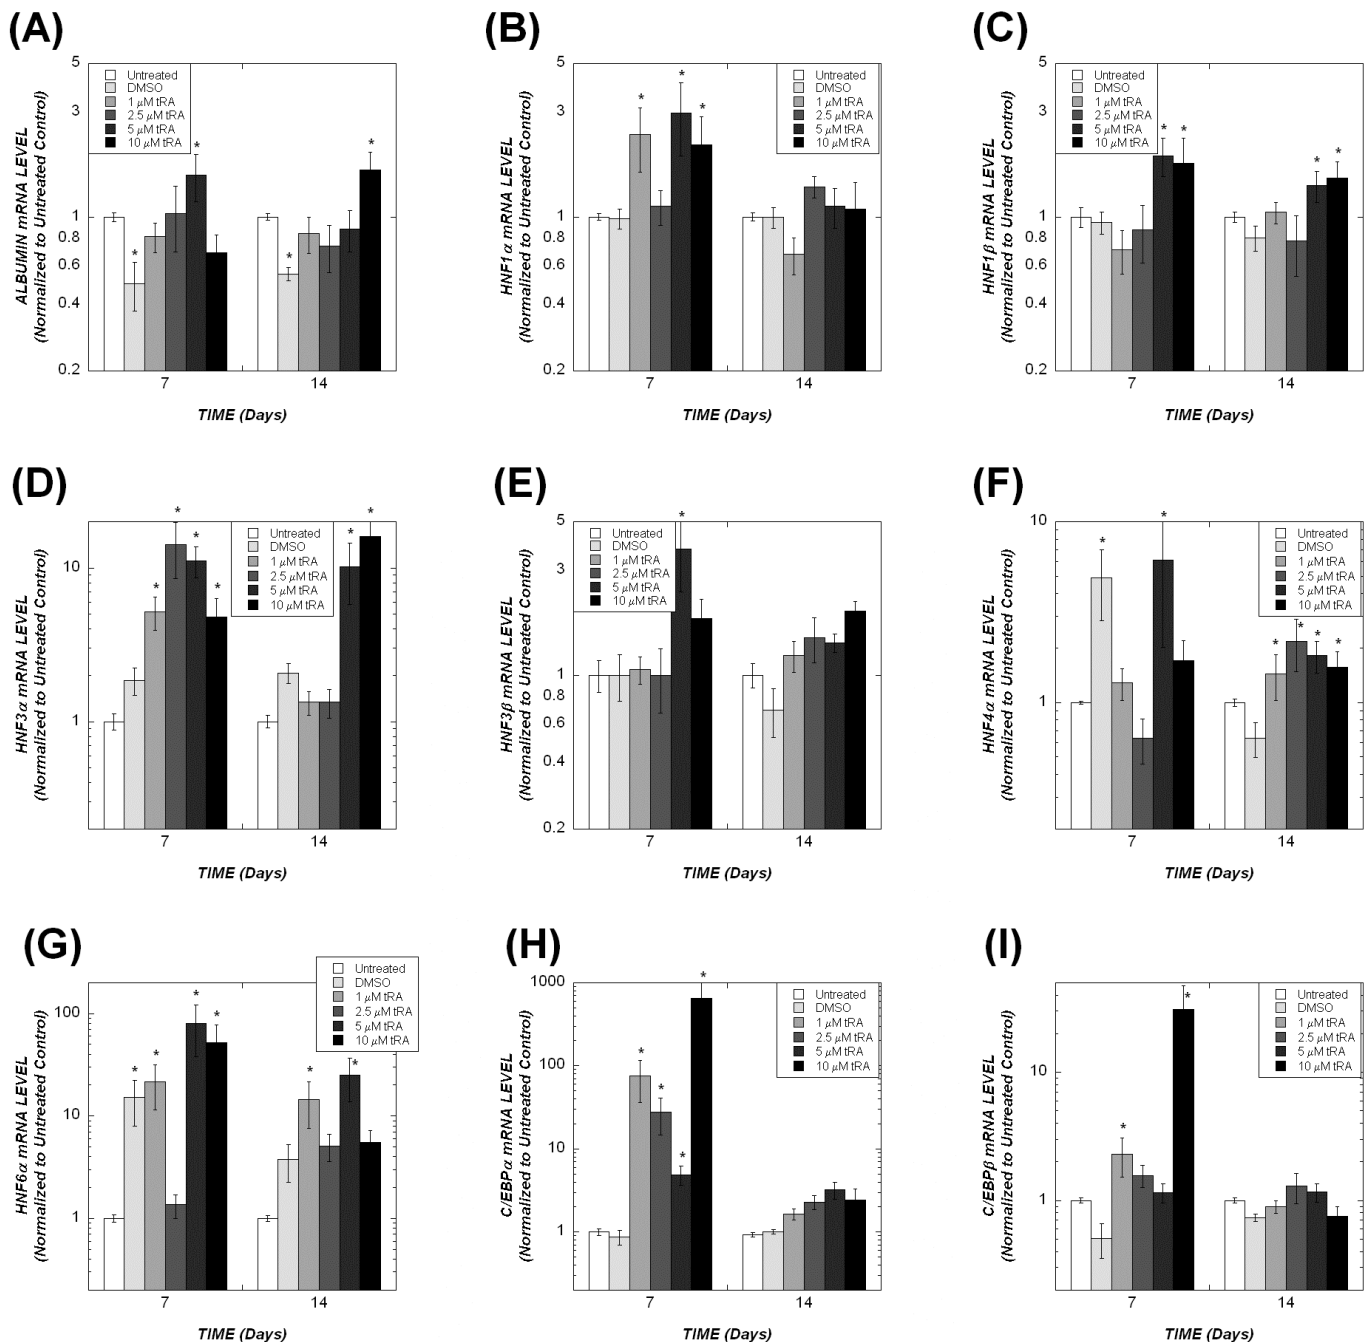 (A)
5
3
1
0.8
0.6
0.4
0.2
ALBUMIN mRNA LEVEL
(Normalized to Untreated Control)
Untreated
DMSO
1 μM tRA
2.5 μM tRA
5 μM tRA
10 μM tRA
* * * *
7 14
TIME (Days)
(B)
5
3
1
0.8
0.6
0.4
0.2
HNF1α mRNA LEVEL
(Normalized to Untreated Control)
Untreated
DMSO
1 μM tRA
2.5 μM tRA
5 μM tRA
10 μM tRA
* * *
7 14
TIME (Days)
(C)
5
3
1
0.8
0.6
0.4
0.2
HNF1β mRNA LEVEL
(Normalized to Untreated Control)
Untreated
DMSO
1 μM tRA
2.5 μM tRA
5 μM tRA
10 μM tRA
* * * *
7 14
TIME (Days)
(D)
10
1
HNF3α mRNA LEVEL
(Normalized to Untreated Control)
Untreated
DMSO
1 μM tRA
2.5 μM tRA
5 μM tRA
10 μM tRA
* * * * * *
7 14
TIME (Days)
(E)
5
3
1
0.8
0.6
0.4
0.2
HNF3β mRNA LEVEL
(Normalized to Untreated Control)
Untreated
DMSO
1 μM tRA
2.5 μM tRA
5 μM tRA
10 μM tRA
*
7 14
TIME (Days)
(F)
10
1
HNF4α mRNA LEVEL
(Normalized to Untreated Control)
Untreated
DMSO
1 μM tRA
2.5 μM tRA
5 μM tRA
10 μM tRA
* * * * * *
7 14
TIME (Days)
(G)
100
10
1
HNF6α mRNA LEVEL
(Normalized to Untreated Control)
Untreated
DMSO
1 μM tRA
2.5 μM tRA
5 μM tRA
10 μM tRA
* * * * * *
7 14
TIME (Days)
(H)
1000
100
10
1
C/EBPα mRNA LEVEL
(Normalized to Untreated Control)
Untreated
DMSO
1 μM tRA
2.5 μM tRA
5 μM tRA
10 μM tRA
* * * *
7 14
TIME (Days)
(I)
10
1
C/EBPβ mRNA LEVEL
(Normalized to Untreated Control)
Untreated
DMSO
1 μM tRA
2.5 μM tRA
5 μM tRA
10 μM tRA
* *
7 14
TIME (Days)